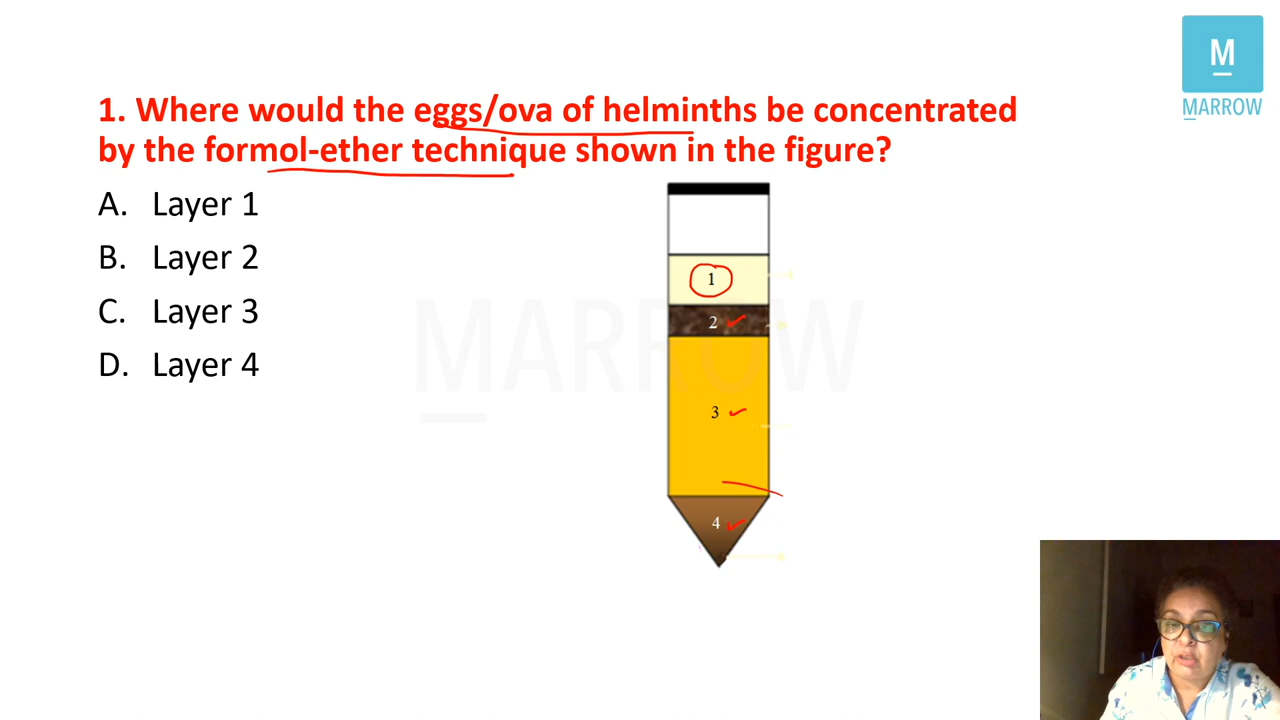 M
MARROW
1. Where would the eggs/ova of helminths be concentrated
by the formol-ether technique shown in the figure?
A. Layer 1
B. Layer 2
C. Layer 3
D. Layer 4
1
2
3
4
MARROW